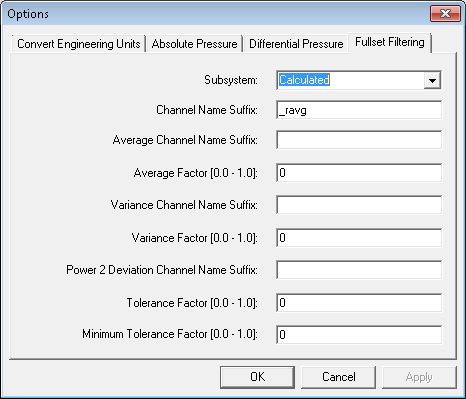 Options
Convert Engineering Units Absolute Pressure Differential Pressure Fullset Filtering
Subsystem: Calculated
Channel Name Suffix: _ravg
Average Channel Name Suffix:
Average Factor [0.0 - 1.0]: 0
Variance Channel Name Suffix:
Variance Factor [0.0 - 1.0]: 0
Power 2 Deviation Channel Name Suffix:
Tolerance Factor [0.0 - 1.0]: 0
Minimum Tolerance Factor [0.0 - 1.0]: 0
OK Cancel Apply